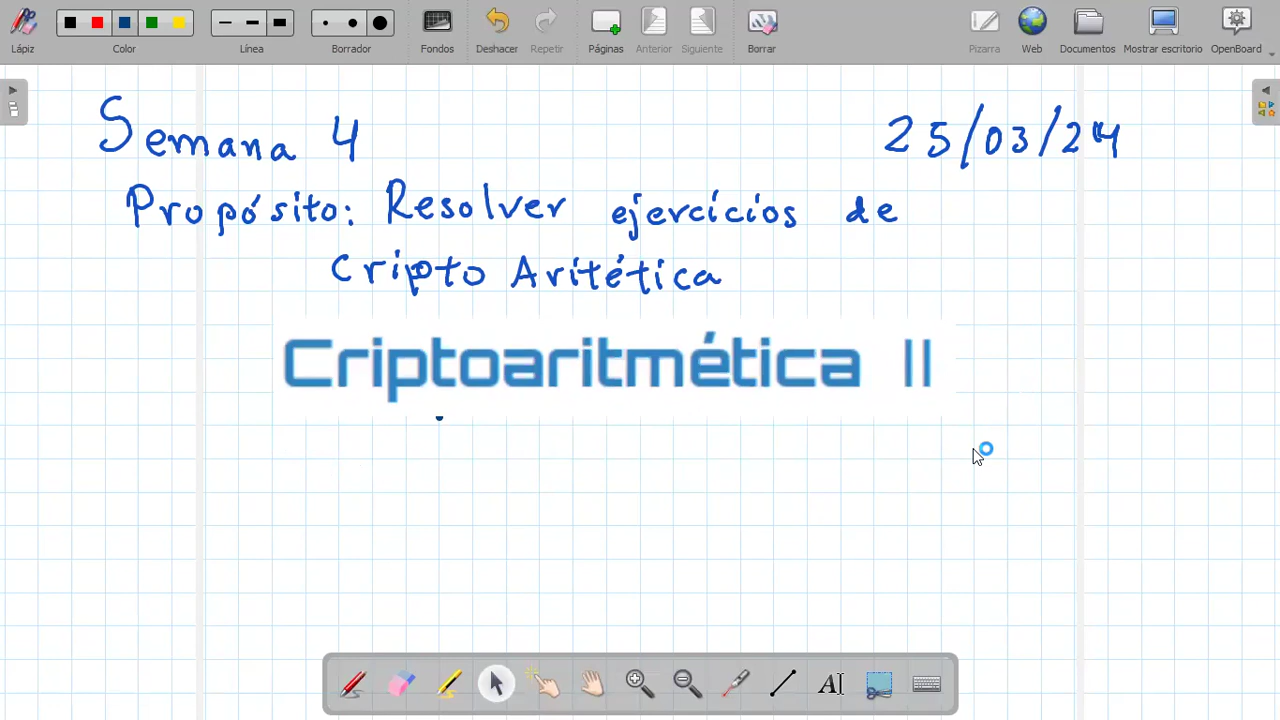 Lápiz Color Línea Borrador Fondos Deshacer Repetir Páginas Anterior Siguiente Borrar Pizarra Web Documentos Mostrar escritorio OpenBoard
Semana 4 25/03/24
Propósito: Resolver ejercicios de
Cripto Aritética
Criptoaritmética II
AI